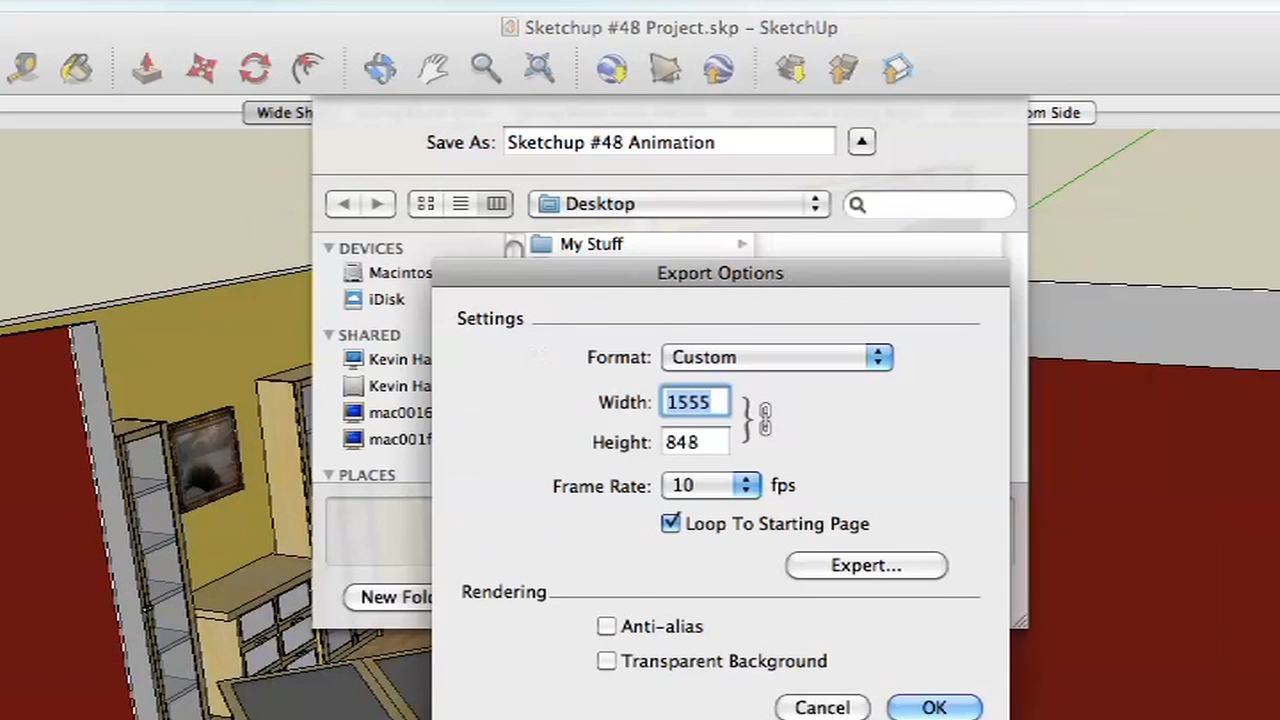 Sketchup #48 Project.skp – SketchUp
Wide Sh
om Side
Save As: Sketchup #48 Animation
Desktop
DEVICES
My Stuff
Macintos
iDisk
Export Options
Settings
SHARED
Kevin Ha
Format: Custom
Kevin Ha
Width: 1555
mac0016
mac001f
Height: 848
PLACES
Frame Rate: 10 fps
Loop To Starting Page
Expert...
New Fol
Rendering
Anti-alias
Transparent Background
Cancel OK